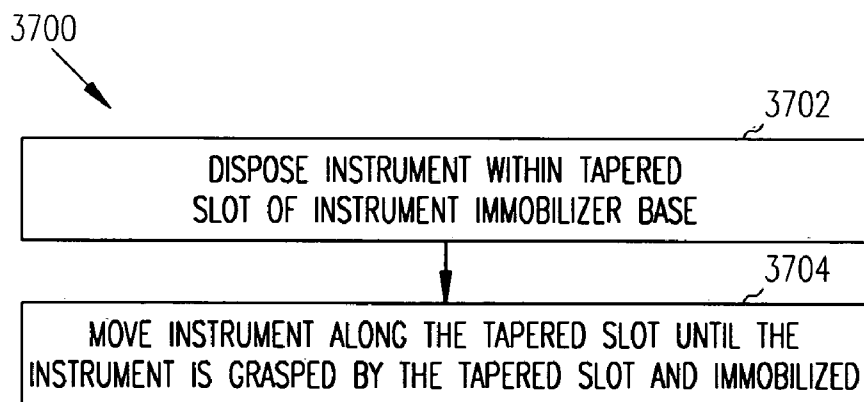 3700
3702
DISPOSE INSTRUMENT WITHIN TAPERED
SLOT OF INSTRUMENT IMMOBILIZER BASE
3704
MOVE INSTRUMENT ALONG THE TAPERED SLOT UNTIL THE
INSTRUMENT IS GRASPED BY THE TAPERED SLOT AND IMMOBILIZED